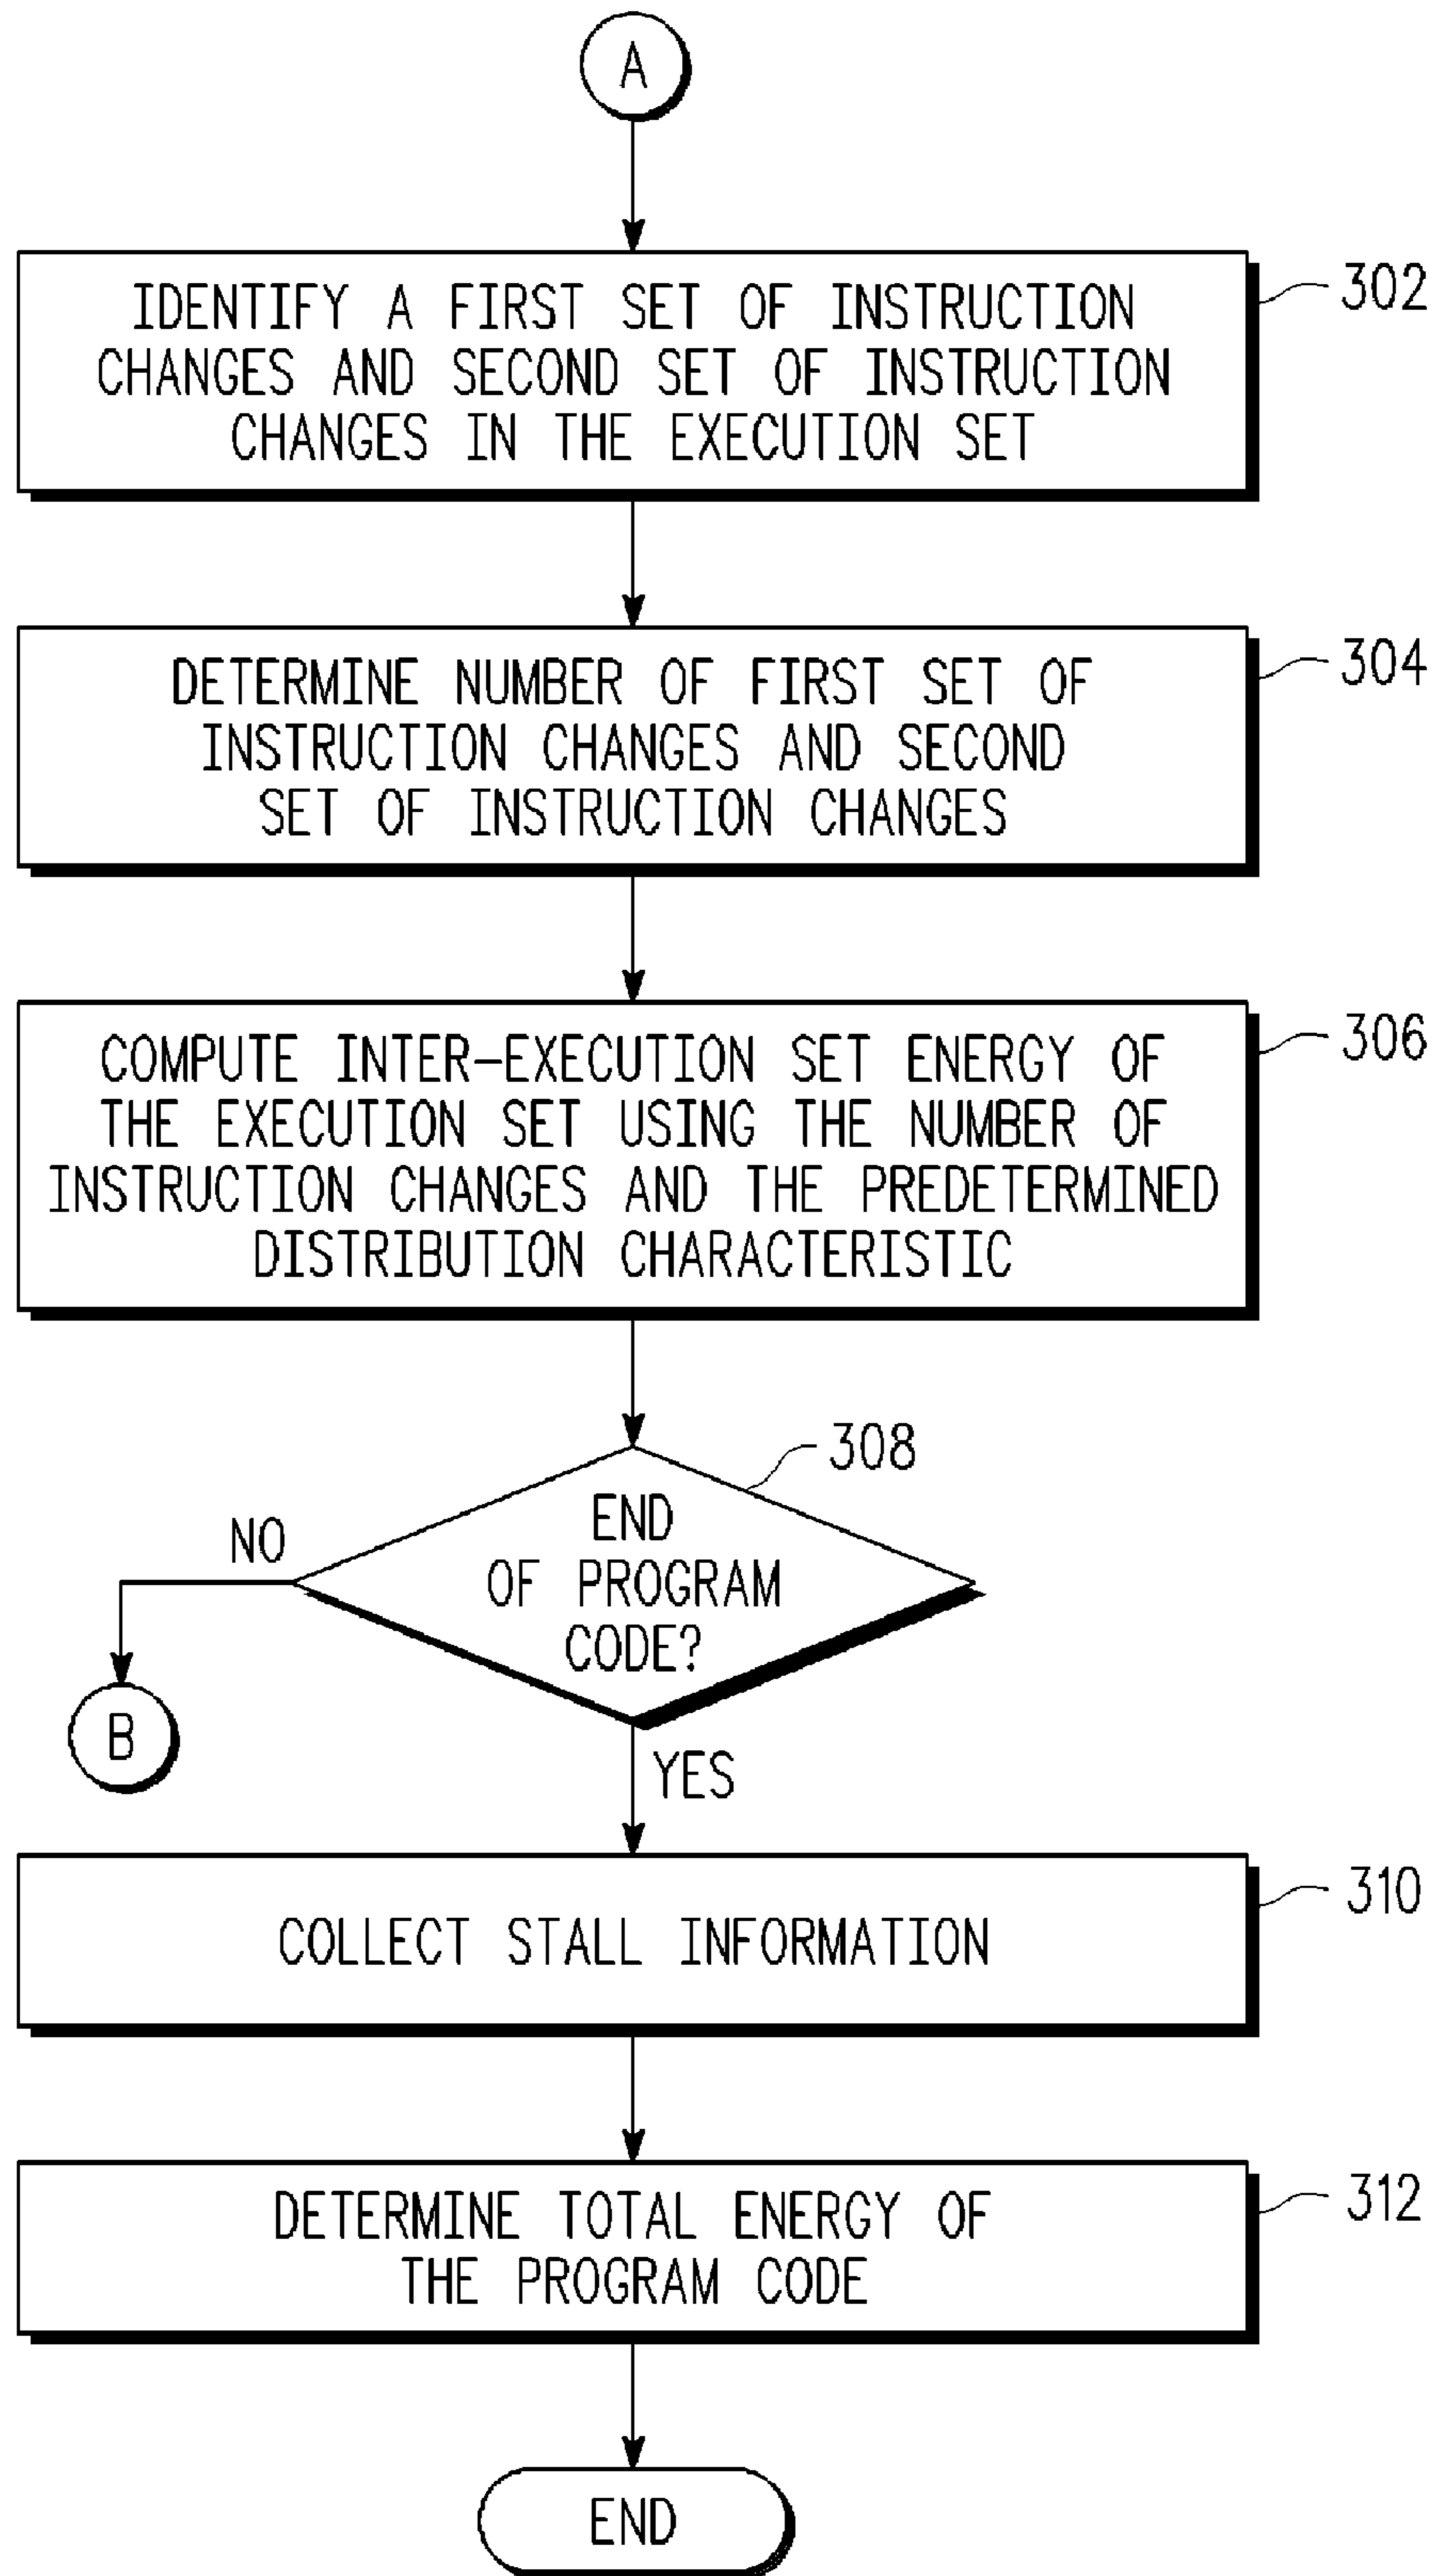 A
IDENTIFY A FIRST SET OF INSTRUCTION
CHANGES AND SECOND SET OF INSTRUCTION
CHANGES IN THE EXECUTION SET
302
DETERMINE NUMBER OF FIRST SET OF
INSTRUCTION CHANGES AND SECOND
SET OF INSTRUCTION CHANGES
304
COMPUTE INTER-EXECUTION SET ENERGY OF
THE EXECUTION SET USING THE NUMBER OF
INSTRUCTION CHANGES AND THE PREDETERMINED
DISTRIBUTION CHARACTERISTIC
306
308
END
OF PROGRAM
CODE?
NO
B
YES
COLLECT STALL INFORMATION
310
DETERMINE TOTAL ENERGY OF
THE PROGRAM CODE
312
END